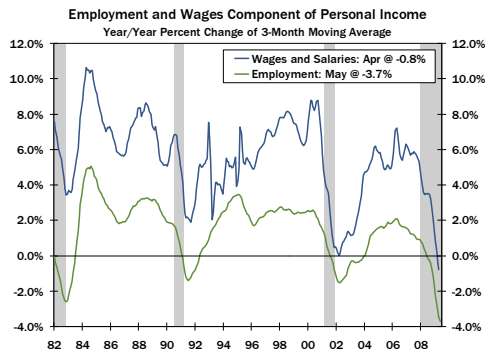 Employment and Wages Component of Personal Income
Year/Year Percent Change of 3-Month Moving Average
12.0% 12.0%
Wages and Salaries: Apr @ -0.8%
Employment: May @ -3.7%
10.0% 10.0%
8.0% 8.0%
6.0% 6.0%
4.0% 4.0%
2.0% 2.0%
0.0% 0.0%
-2.0% -2.0%
-4.0% -4.0%
82 84 86 88 90 92 94 96 98 00 02 04 06 08